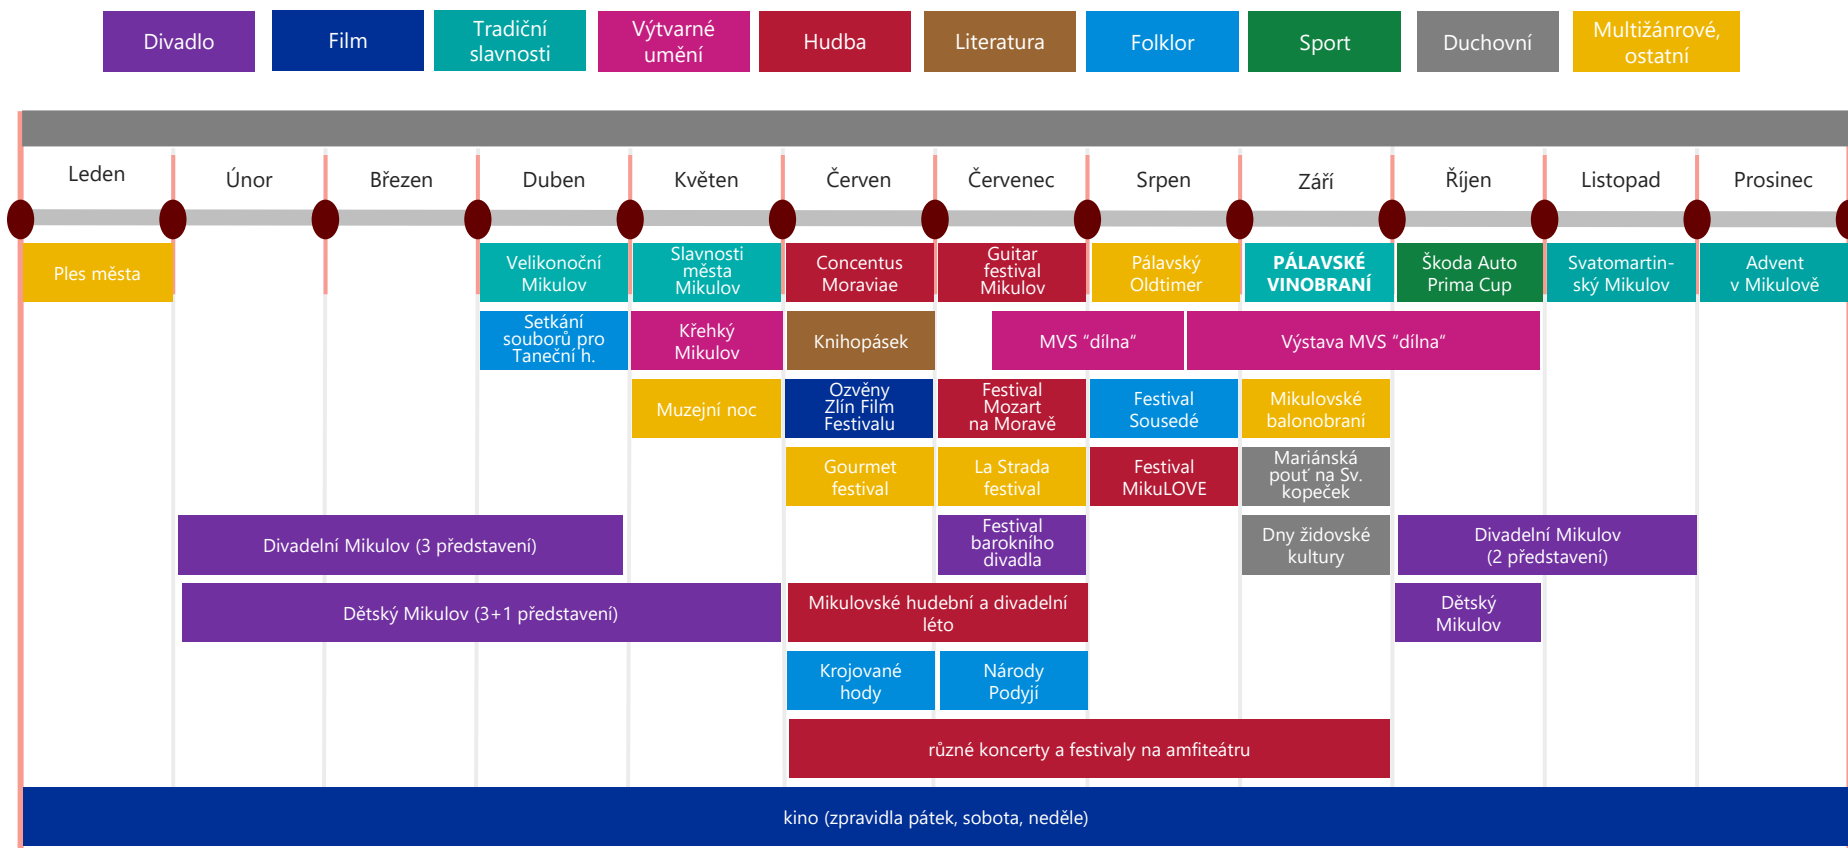 Divadlo
Film
Tradiční
slavnosti
Výtvarné
umění
Hudba
Literatura
Folklor
Sport
Duchovní
Multižánrové,
ostatní
Leden
Únor
Březen
Duben
Květen
Červen
Červenec
Srpen
Září
Říjen
Listopad
Prosinec
Ples města
Velikonoční
Mikulov
Slavnosti
města
Mikulov
Concentus
Moraviae
Guitar
festival
Mikulov
Pálavský
Oldtimer
PÁLAVSKÉ
VINOBRANÍ
Škoda Auto
Prima Cup
Svatomartin-
ský Mikulov
Advent
v Mikulově
Setkání
souborů pro
Taneční h.
Křehký
Mikulov
Knihopásek
MVS “dílna“
Výstava MVS “dílna“
Muzejní noc
Ozvěny
Zlín Film
Festivalu
Festival
Mozart
na Moravě
Festival
Sousedé
Mikulovské
balonobraní
Gourmet
festival
La Strada
festival
Festival
MikuLOVE
Mariánská
pouť na Sv.
kopeček
Divadelní Mikulov (3 představení)
Festival
barokního
divadla
Dny židovské
kultury
Divadelní Mikulov
(2 představení)
Dětský Mikulov (3+1 představení)
Mikulovské hudební a divadelní
léto
Dětský
Mikulov
Krojované
hody
Národy
Podyjí
různé koncerty a festivaly na amfiteátru
kino (zpravidla pátek, sobota, neděle)